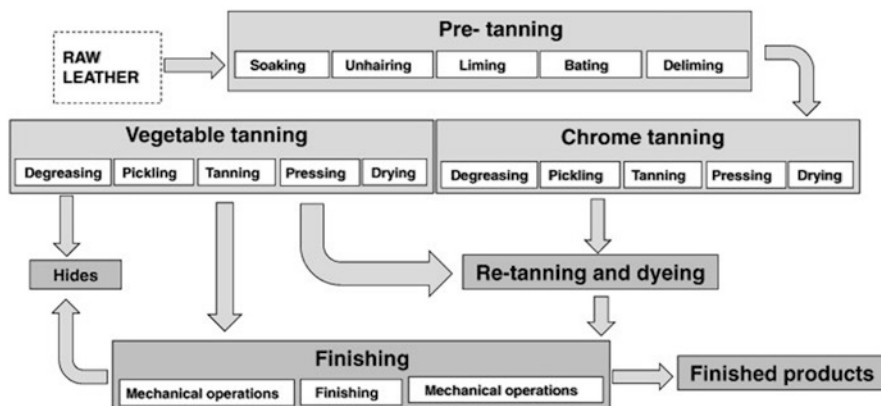 Pre- tanning
RAW
LEATHER
Soaking
Unhairing
Liming
Bating
Deliming
Vegetable tanning
Degreasing
Pickling
Tanning
Pressing
Drying
Chrome tanning
Degreasing
Pickling
Tanning
Pressing
Drying
Hides
Re-tanning and dyeing
Finishing
Mechanical operations
Finishing
Mechanical operations
Finished products